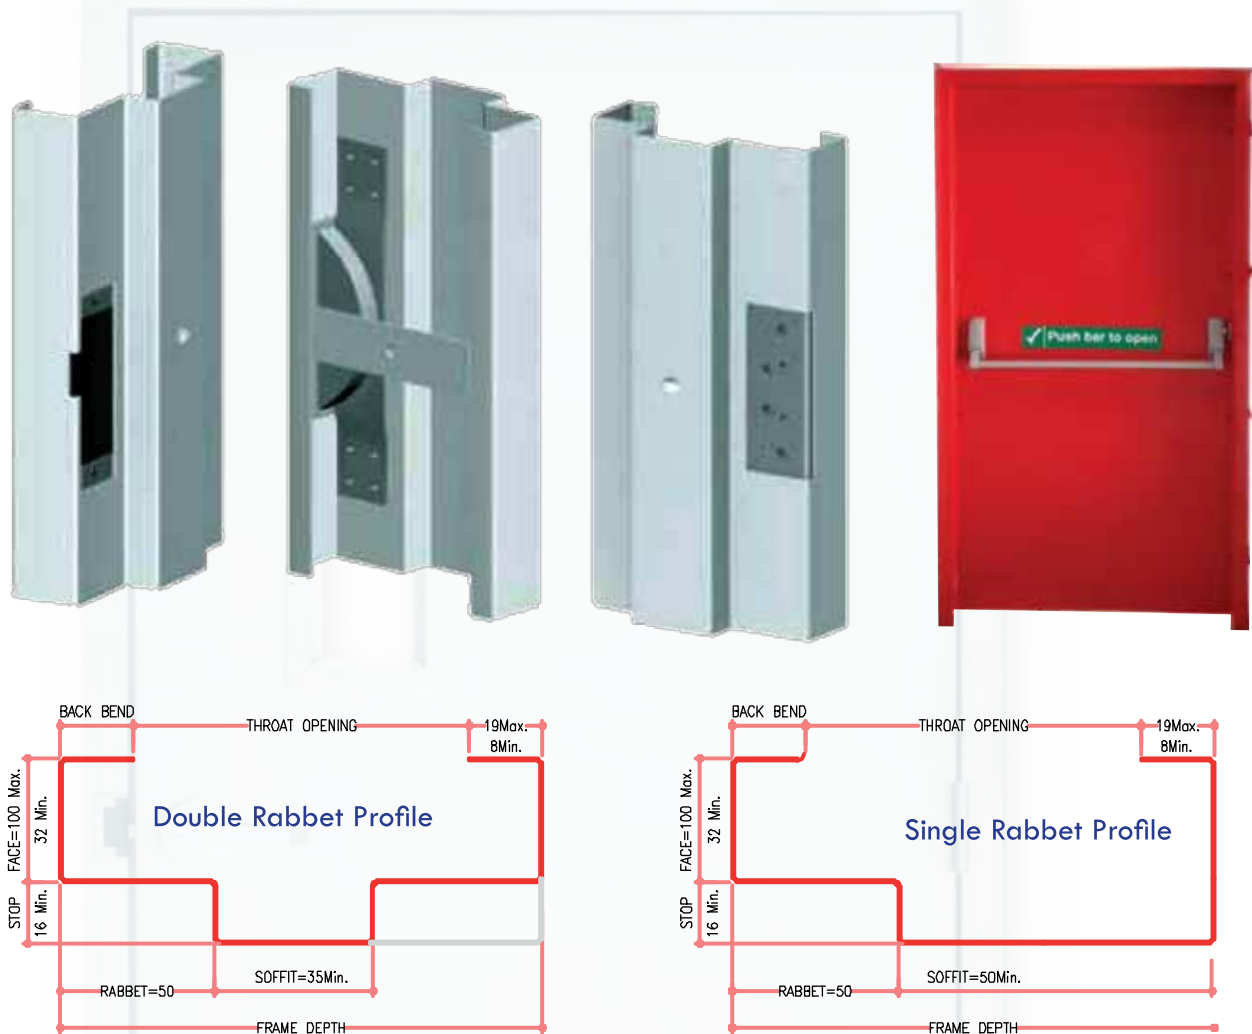 Push bar to open
BACK BEND
THROAT OPENING
19Max.
8Min.
FACE=100 Max.
32 Min.
STOP
16 Min.
Double Rabbet Profile
SOFFIT=35Min.
RABBET=50
FRAME DEPTH
BACK BEND
THROAT OPENING
19Max.
8Min.
FACE=100 Max.
32 Min.
STOP
16 Min.
Single Rabbet Profile
SOFFIT=50Min.
RABBET=50
FRAME DEPTH